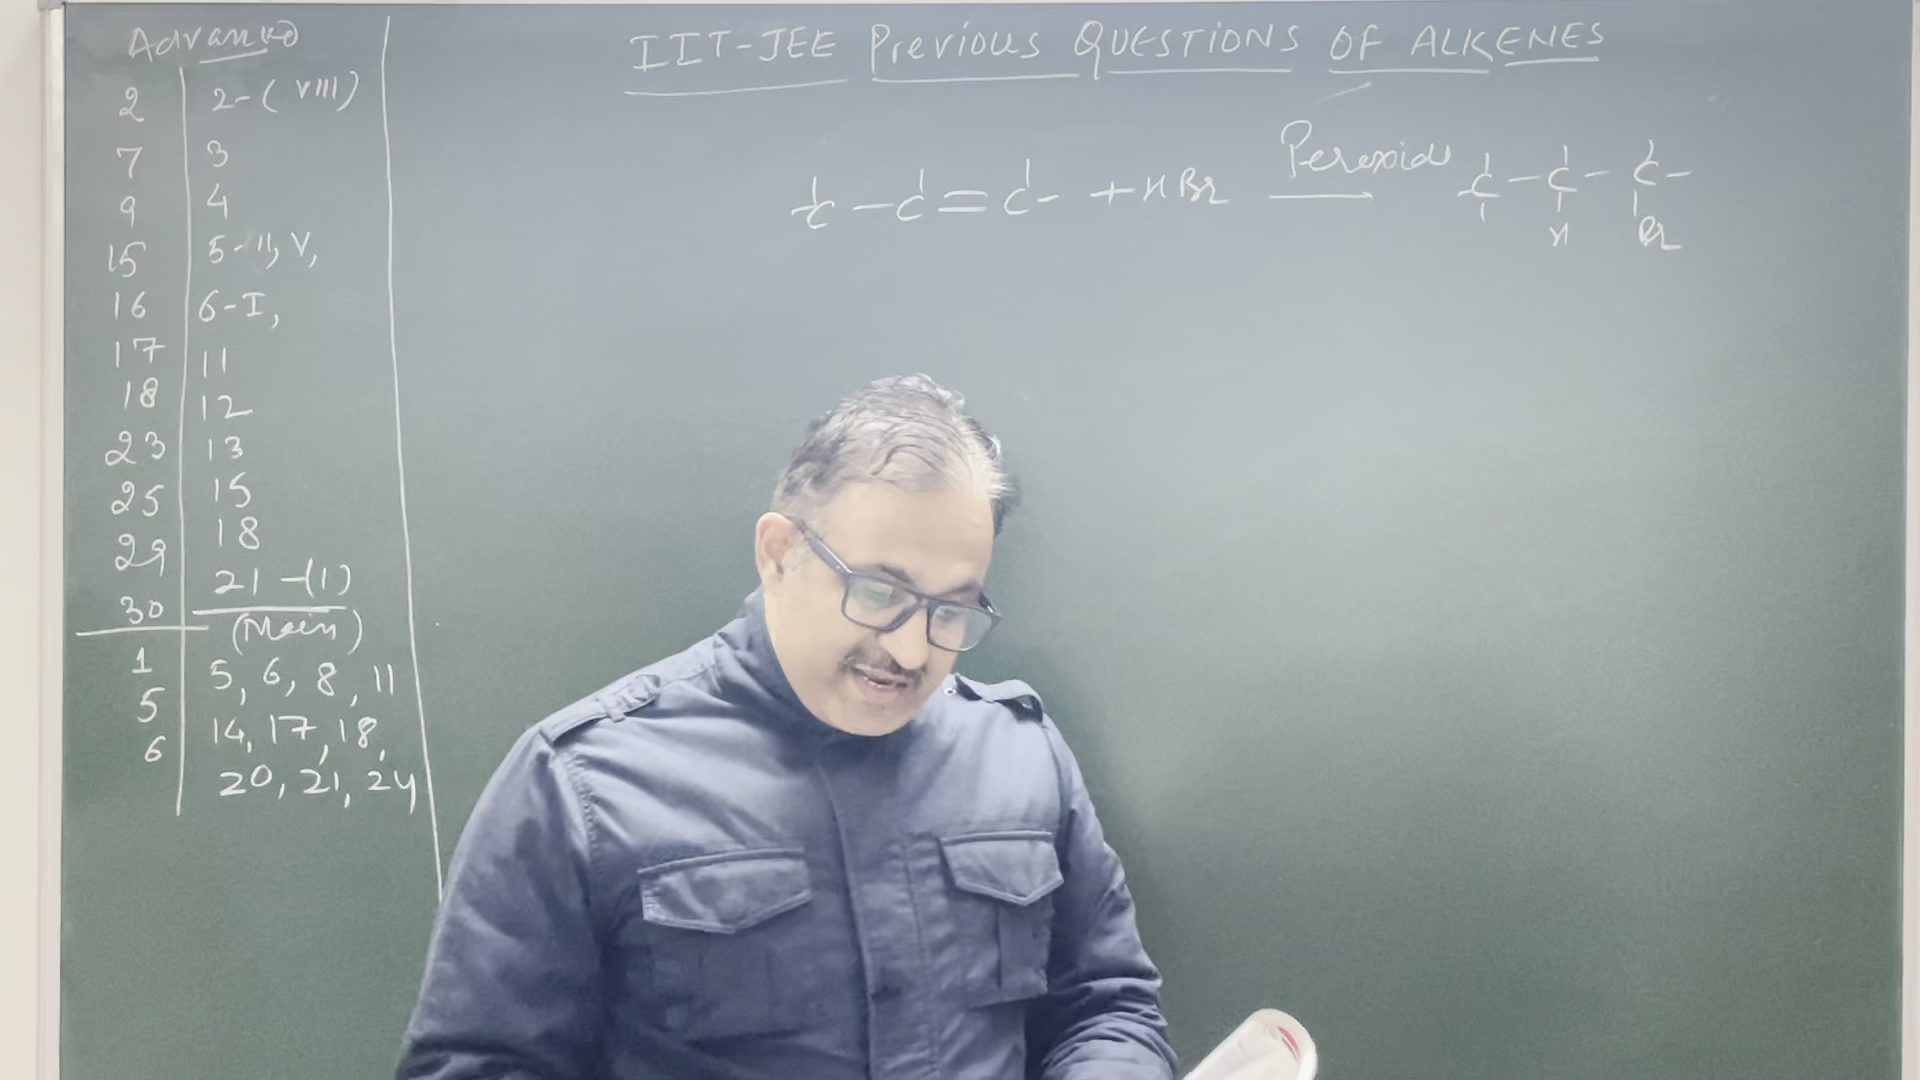 IIT-JEE Previous QUESTIONS OF ALKENES
Advanced
2 2-(VIII)
7 3
9 4
15 5-II, V,
16 6-I,
17 11
18 12
23 13
25 15
29 18
30 21-(1)
(Main)
1 5, 6, 8, 11
5 14, 17, 18,
6 20, 21, 24
Peroxide
-C-C=C- + HBr → -C-C-C-
H Br